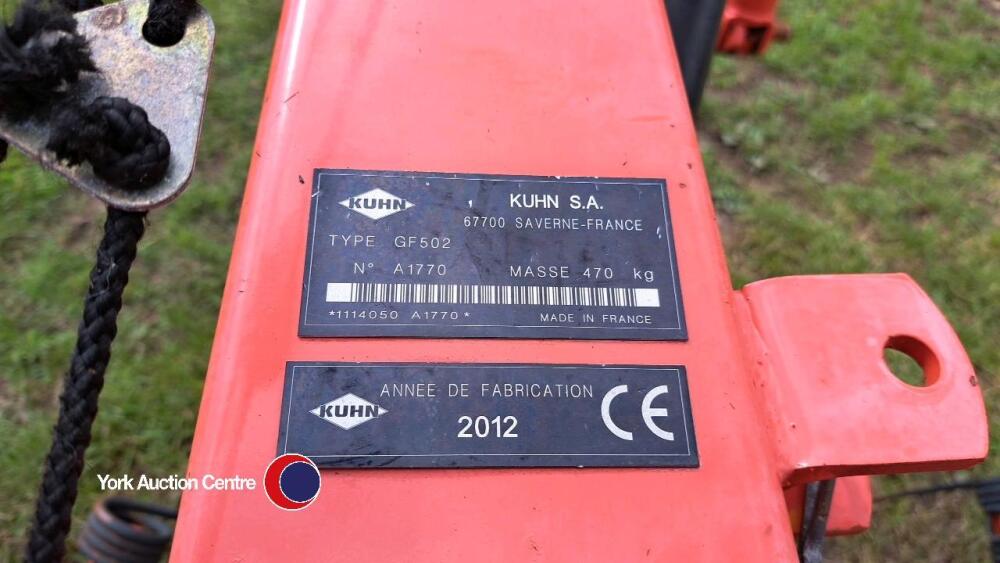 KUHN
KUHN S.A.
67700 SAVERNE-FRANCE
TYPE GF502
N° A1770 MASSE 470 kg
*1114050 A1770*
MADE IN FRANCE
KUHN
ANNEE DE FABRICATION
2012
CE
York Auction Centre